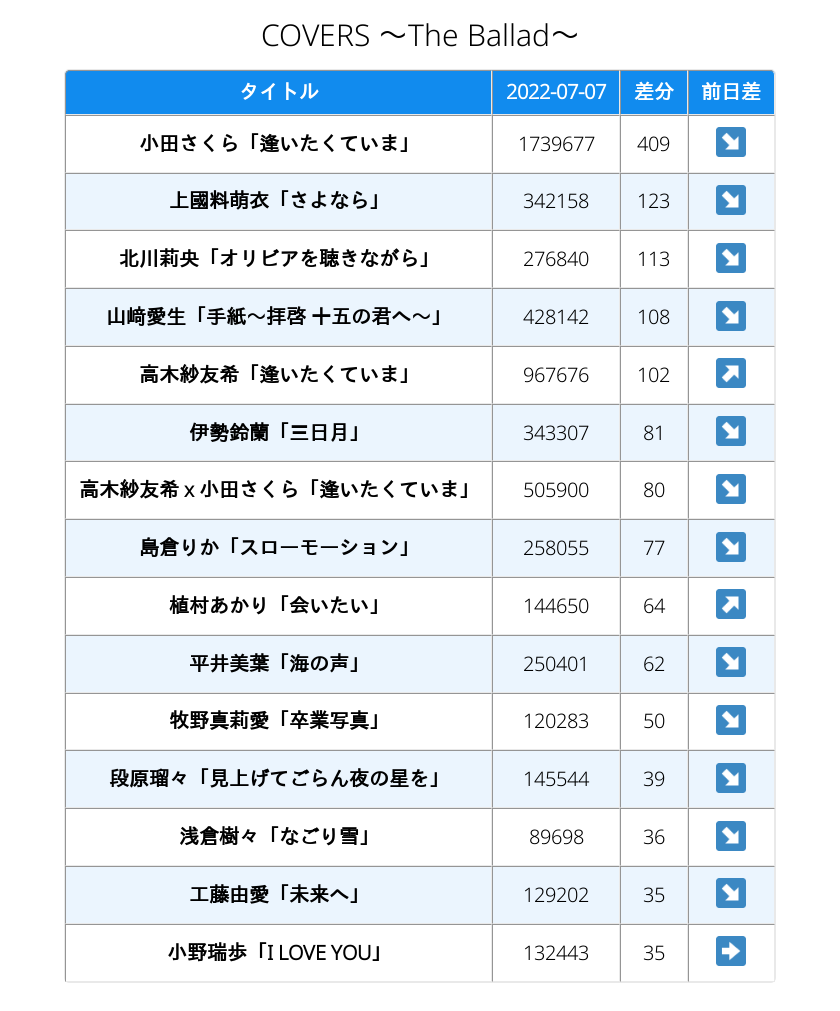 COVERS ～The Ballad～
タイトル 2022-07-07 差分 前日差
小田さくら「逢いたくていま」 1739677 409 ↘
上國料萌衣「さよなら」 342158 123 ↘
北川莉央「オリビアを聴きながら」 276840 113 ↘
山﨑愛生「手紙～拝啓 十五の君へ～」 428142 108 ↘
高木紗友希「逢いたくていま」 967676 102 ↗
伊勢鈴蘭「三日月」 343307 81 ↘
高木紗友希 x 小田さくら「逢いたくていま」 505900 80 ↘
島倉りか「スローモーション」 258055 77 ↘
植村あかり「会いたい」 144650 64 ↗
平井美葉「海の声」 250401 62 ↘
牧野真莉愛「卒業写真」 120283 50 ↘
段原瑠々「見上げてごらん夜の星を」 145544 39 ↘
浅倉樹々「なごり雪」 89698 36 ↘
工藤由愛「未来へ」 129202 35 ↘
小野瑞歩「I LOVE YOU」 132443 35 ➡